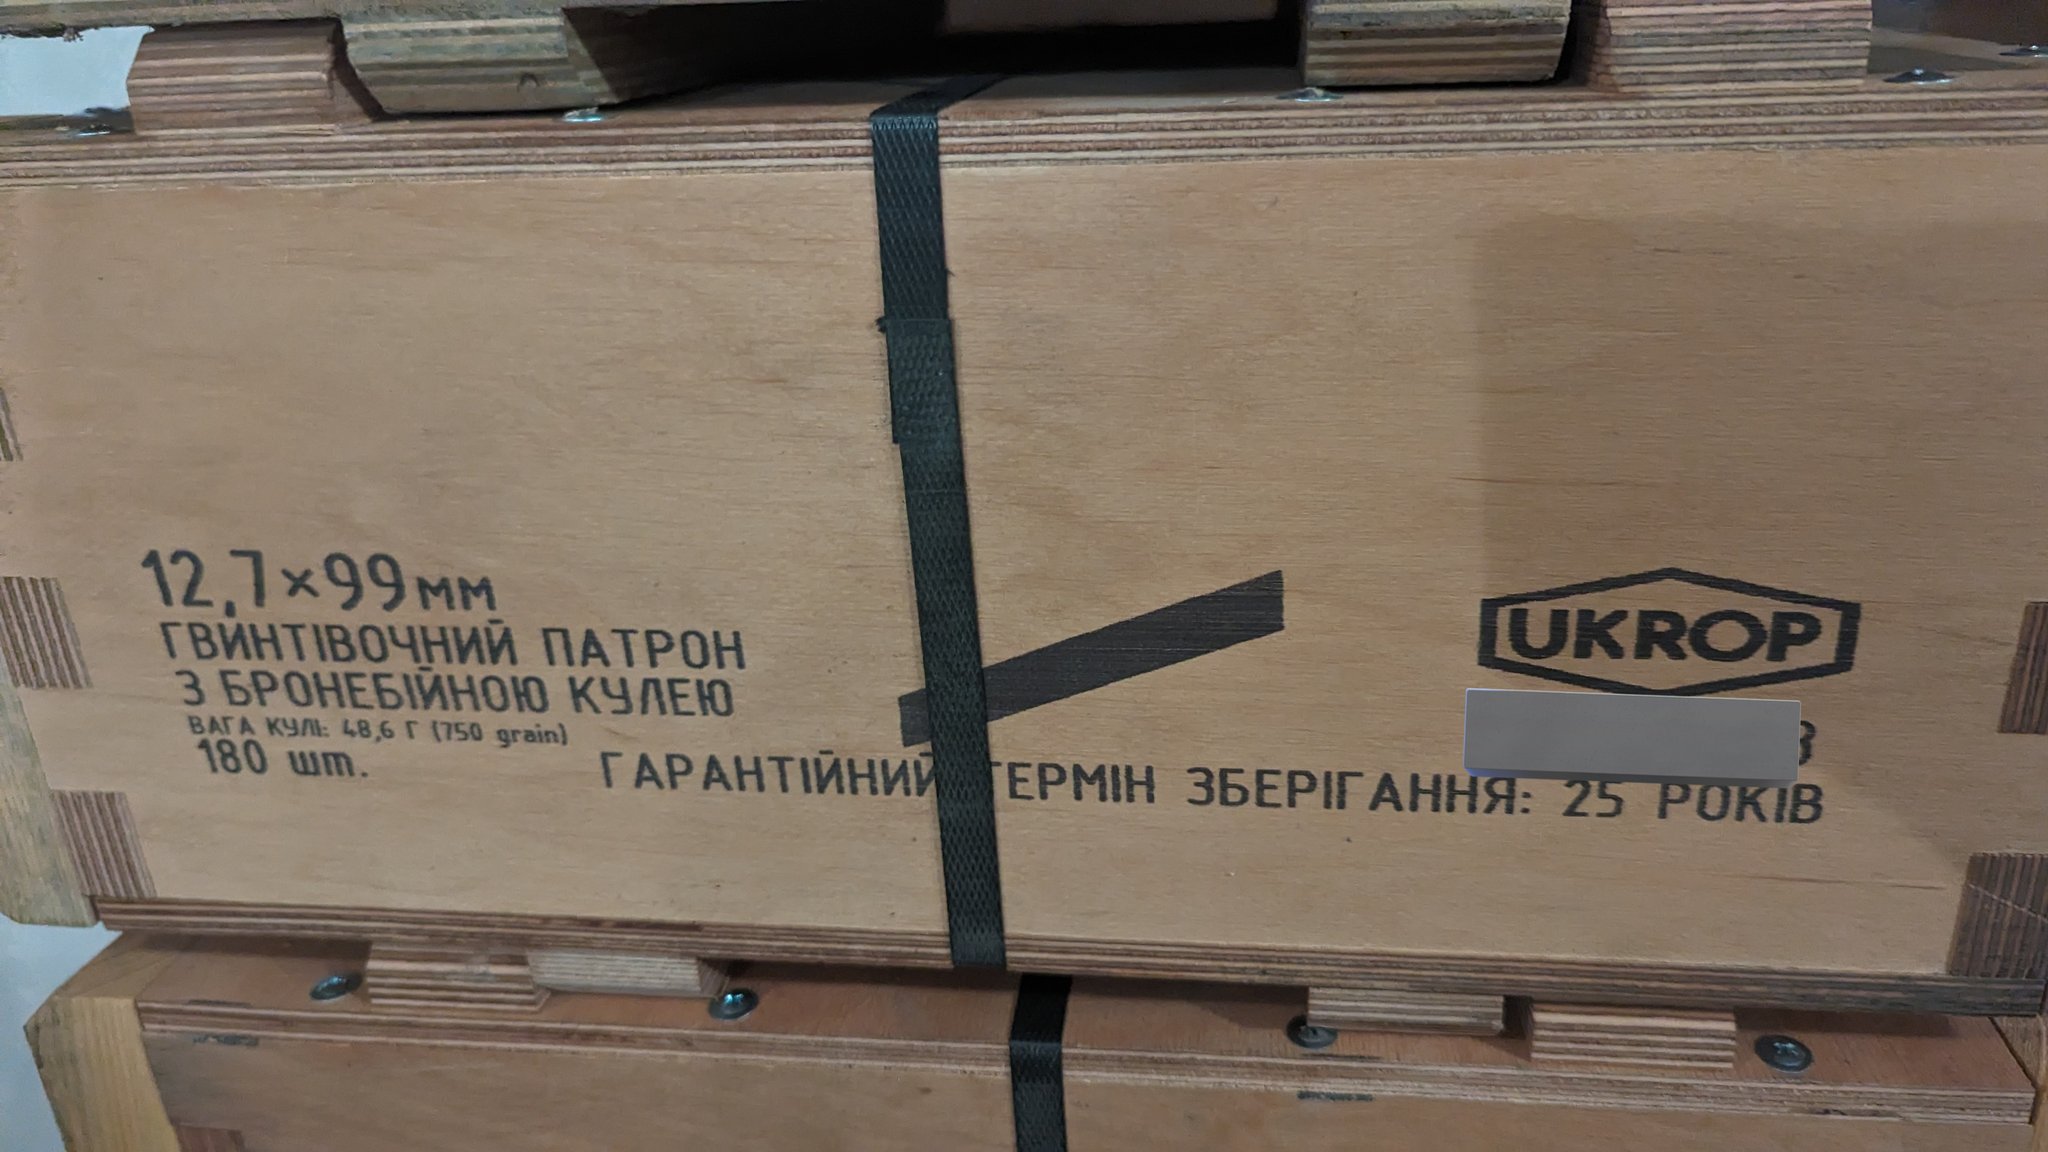 12,7×99мм
ГВИНТІВОЧНИЙ ПАТРОН
З БРОНЕБІЙНОЮ КУЛЕЮ
ВАГА КУЛІ: 48,6 Г (750 grain)
180 шт.
UKROP
ГАРАНТІЙНИЙ ТЕРМІН ЗБЕРІГАННЯ: 25 РОКІВ